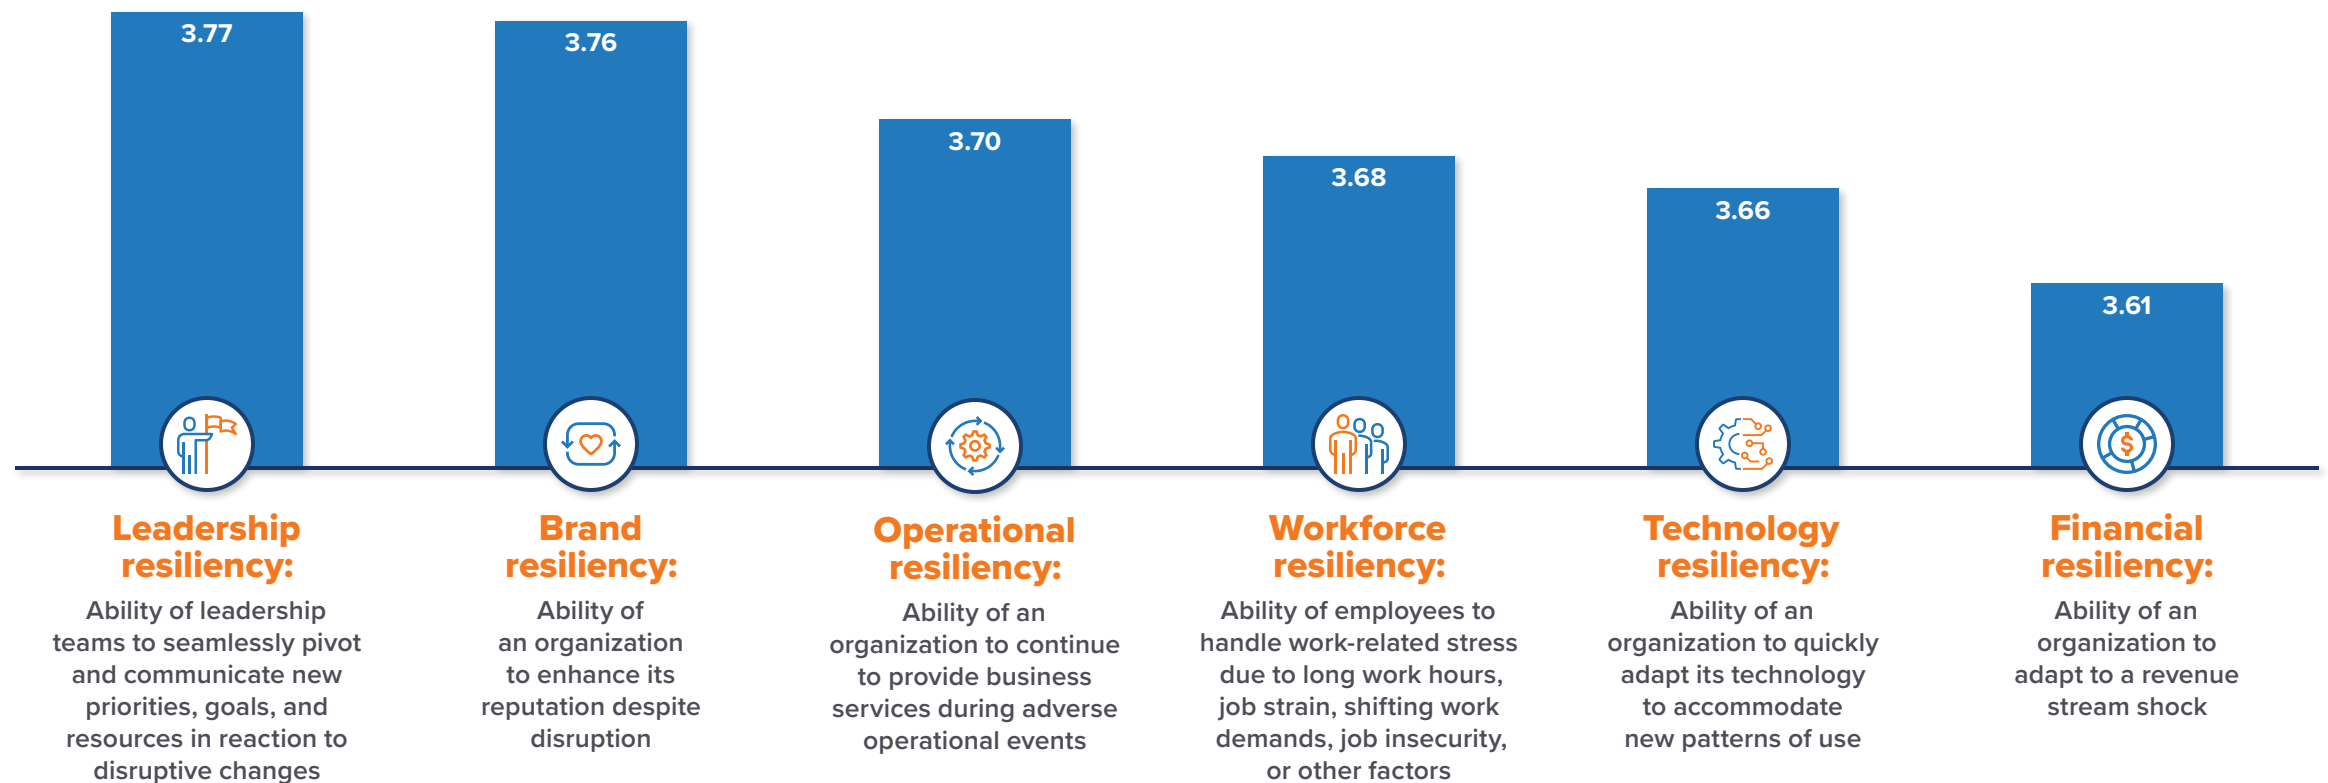 3.77
3.76
3.70
3.68
3.66
3.61
$
Leadership
resiliency:
Ability of leadership
teams to seamlessly pivot
and communicate new
priorities, goals, and
resources in reaction to
disruptive changes
Brand
resiliency:
Ability of
an organization
to enhance its
reputation despite
disruption
Operational
resiliency:
Ability of an
organization to continue
to provide business
services during adverse
operational events
Workforce
resiliency:
Ability of employees to
handle work-related stress
due to long work hours,
job strain, shifting work
demands, job insecurity,
or other factors
Technology
resiliency:
Ability of an
organization to quickly
adapt its technology
to accommodate
new patterns of use
Financial
resiliency:
Ability of an
organization to
adapt to a revenue
stream shock